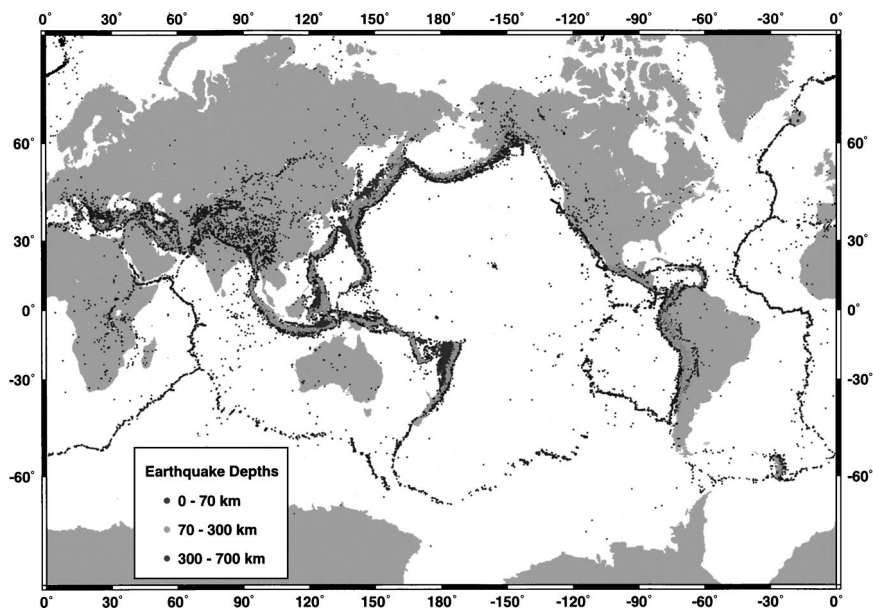 0° 30° 60° 90° 120° 150° 180° -150° -120° -90° -60° -30° 0°
60° 60°
30° 30°
0° 0°
-30° -30°
-60° -60°
Earthquake Depths
0 - 70 km
70 - 300 km
300 - 700 km
0° 30° 60° 90° 120° 150° 180° -150° -120° -90° -60° -30° 0°